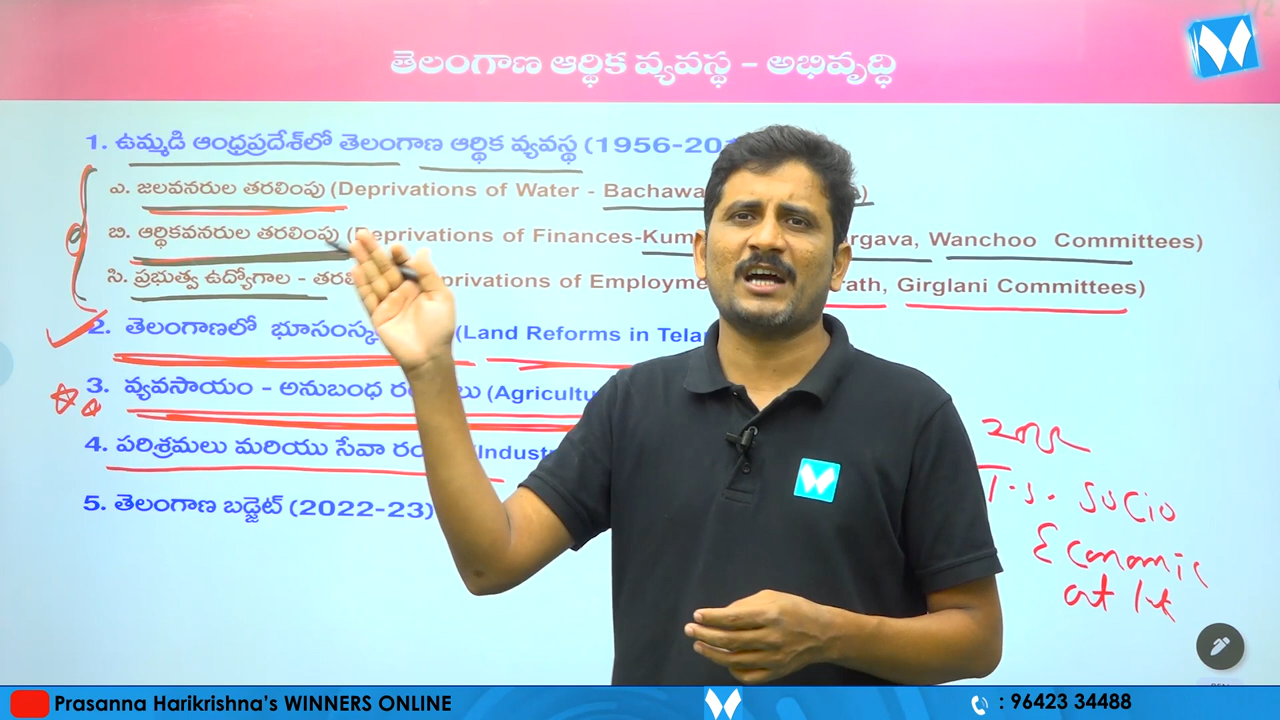 తెలంగాణ ఆర్థిక వ్యవస్థ – అభివృద్ధి
1. ఉమ్మడి ఆంధ్రప్రదేశ్‌లో తెలంగాణ ఆర్థిక వ్యవస్థ (1956-20
ఎ. జలవనరుల తరలింపు (Deprivations of Water - Bachawa
బి. ఆర్థికవనరుల తరలింపు (Deprivations of Finances-Kum rgava, Wanchoo Committees)
సి. ప్రభుత్వ ఉద్యోగాల - తర privations of Employme rath, Girglani Committees)
2. తెలంగాణలో భూసంస్క (Land Reforms in Tela
3. వ్యవసాయం – అనుబంధ ర లు (Agricultu
4. పరిశ్రమలు మరియు సేవా రం Industr
5. తెలంగాణ బడ్జెట్ (2022-23)
T.S. Socio
Economic
out
Prasanna Harikrishna's WINNERS ONLINE
: 96423 34488